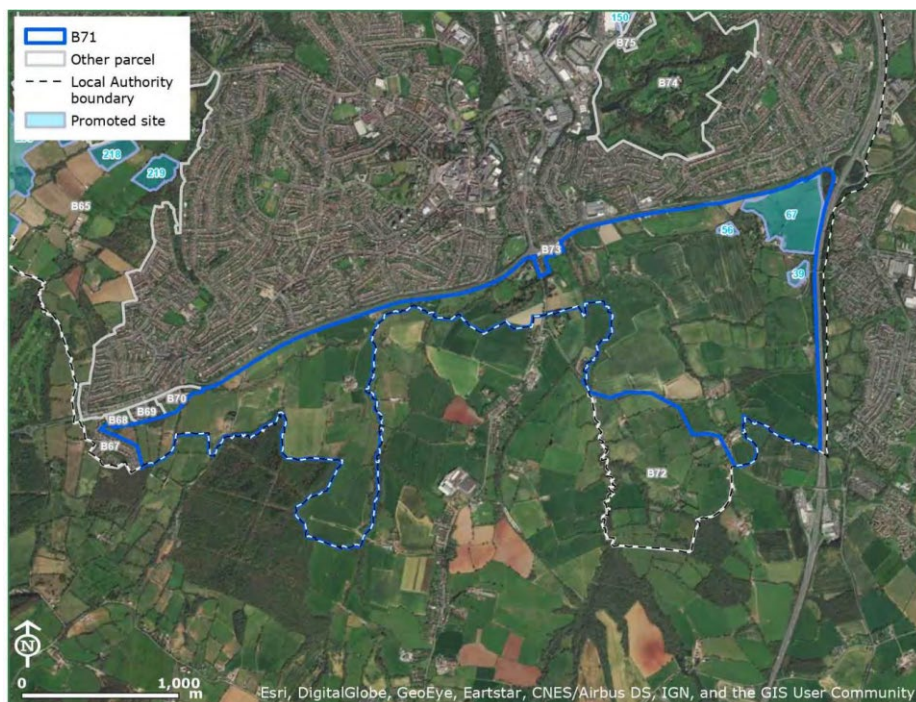 B71
Other parcel
Local Authority
boundary
Promoted site
150
B75
B74
218
219
B65
67
56
B73
39
B70
B69
B68
B67
B72
N
0 1,000
m
Esri, DigitalGlobe, GeoEye, Eartstar, CNES/Airbus DS, IGN, and the GIS User Community